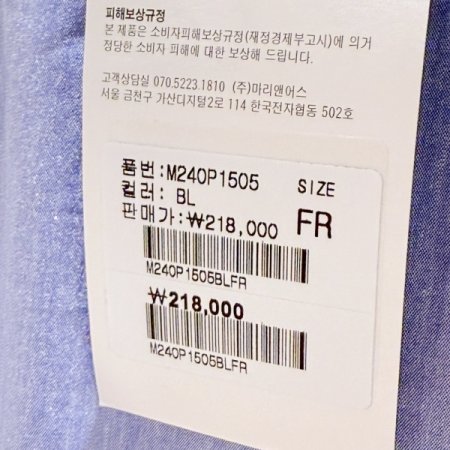 피해보상규정
본 제품은 소비자피해보상규정(재정경제부고시)에 의거
정당한 소비자 피해에 대한 보상해 드립니다.
고객상담실 070.5223.1810 (주)마리앤어스
서울 금천구 가산디지털2로 114 한국전자협동 502호
품번:M240P1505 SIZE
컬러: BL
판매가:₩218,000 FR
M240P1505BLFR
₩218,000
M240P1505BLFR